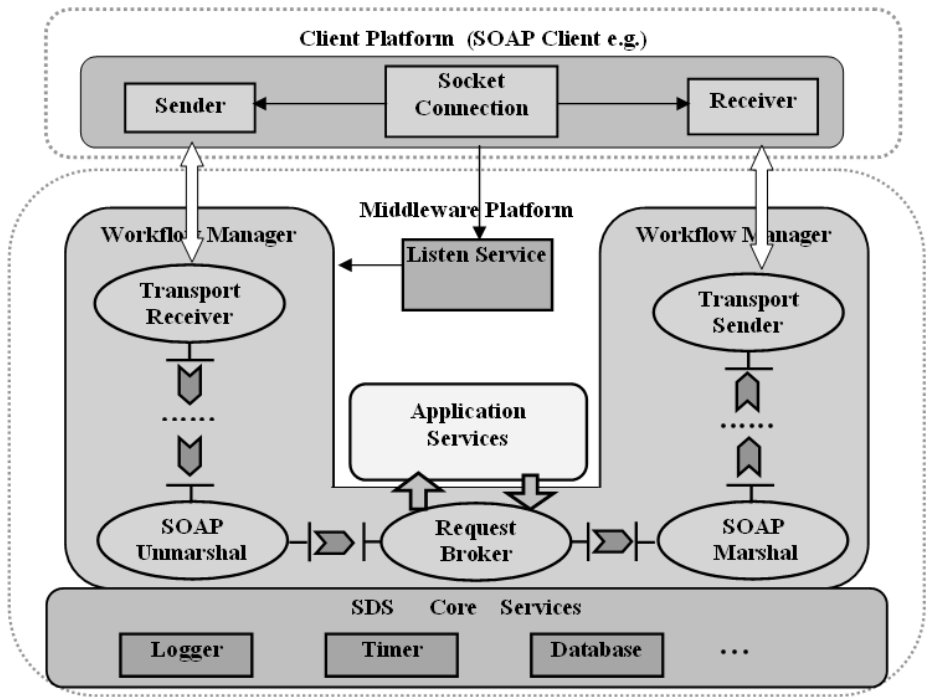 Client Platform (SOAP Client e.g.)
Sender
Socket
Connection
Receiver
Middleware Platform
Workflow Manager
Listen Service
Workflow Manager
Transport
Receiver
Transport
Sender
......
Application
Services
......
SOAP
Unmarshal
Request
Broker
SOAP
Marshal
SDS Core Services
Logger
Timer
Database
...